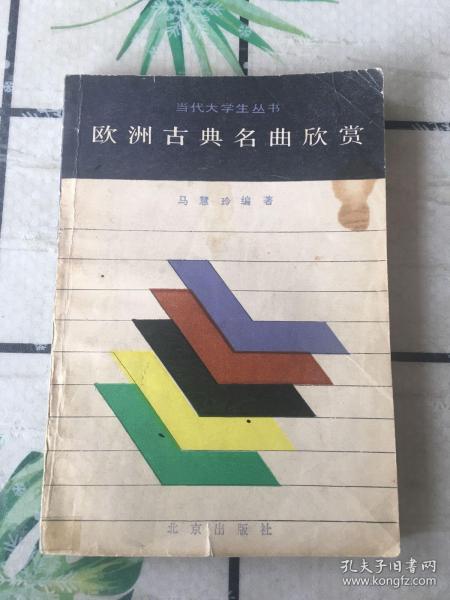 当代大学生丛书
欧洲古典名曲欣赏
马慧玲编著
北京出版社
孔夫子旧书网
www.kongfz.com